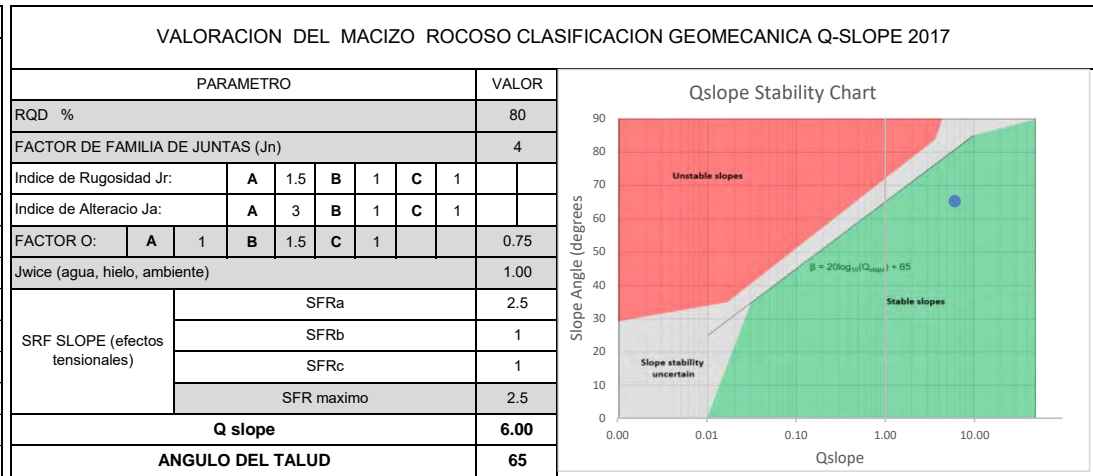 VALORACION DEL MACIZO ROCOSO CLASIFICACION GEOMECANICA Q-SLOPE 2017
PARAMETRO VALOR
RQD % 80
FACTOR DE FAMILIA DE JUNTAS (Jn) 4
Indice de Rugosidad Jr: A 1.5 B 1 C 1
Indice de Alteracio Ja: A 3 B 1 C 1
FACTOR O: A 1 B 1.5 C 1 0.75
Jwice (agua, hielo, ambiente) 1.00
SRF SLOPE (efectos tensionales)
SFRa 2.5
SFRb 1
SFRc 1
SFR maximo 2.5
Q slope 6.00
ANGULO DEL TALUD 65
Qslope Stability Chart
Slope Angle (degrees
90
80
70
60
50
40
30
20
10
0
Unstable slopes
β = 20log₁₀(Qslope) + 65
Stable slopes
Slope stability
uncertain
0.00 0.01 0.10 1.00 10.00
Qslope